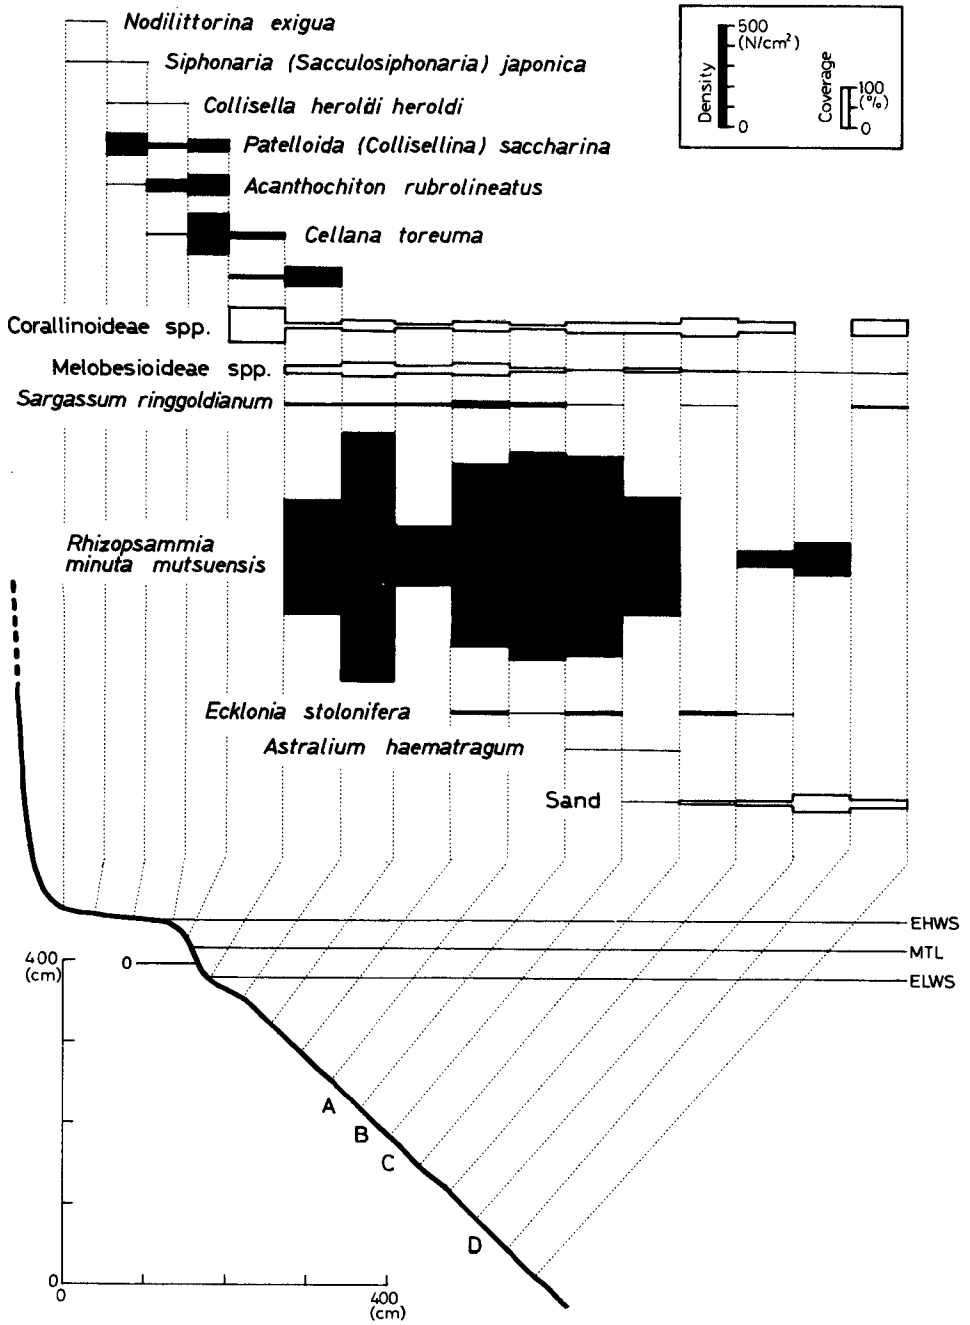 Nodilittorina exigua
Siphonaria (Sacculosiphonaria) japonica
Collisella heroldi heroldi
Patelloida (Collisellina) saccharina
Acanthochiton rubrolineatus
Cellana toreuma
Density
500
(N/cm²)
0
Coverage
100
(%)
0
Corallinoideae spp.
Melobesioideae spp.
Sargassum ringgoldianum
Rhizopsammia
minuta mutsuensis
Ecklonia stolonifera
Astralium haematragum
Sand
EHWS
MTL
ELWS
400
(cm)
0
A
B
C
D
0
0
400
(cm)